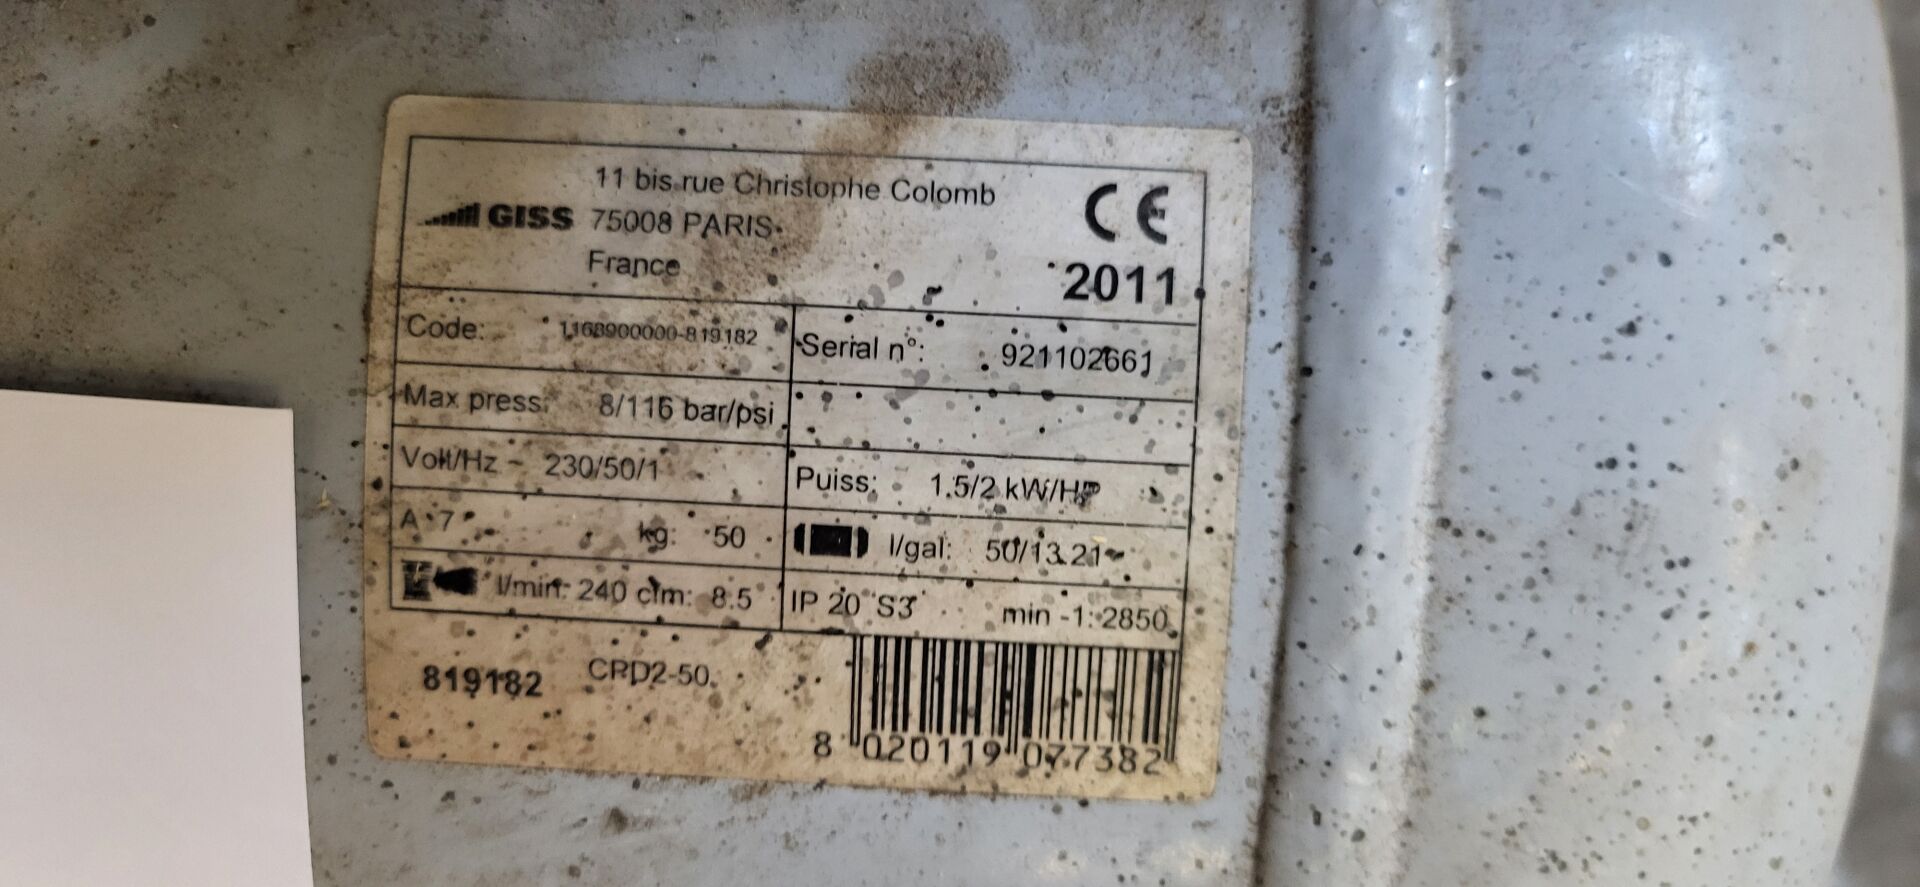 11 bis rue Christophe Colomb
GISS 75008 PARIS
France
CE
2011
Code: 1168900000-819182
Serial n°: 921102661
Max press: 8/116 bar/psi
Volt/Hz ~ 230/50/1
Puiss: 1.5/2 kW/HP
A 7 kg: 50
l/gal: 50/13.21
l/min: 240 cfm: 8.5
IP 20 S3 min -1: 2850
819182 CPD2-50
8 020119 077382